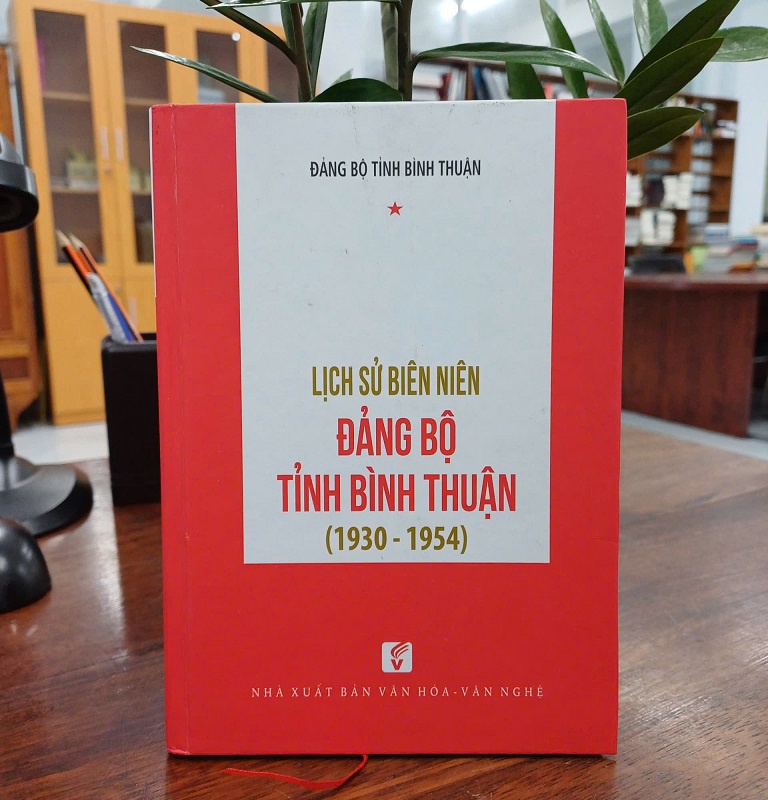 ĐẢNG BỘ TỈNH BÌNH THUẬN
LỊCH SỬ BIÊN NIÊN
ĐẢNG BỘ
TỈNH BÌNH THUẬN
(1930 - 1954)
V
NHÀ XUẤT BẢN VĂN HÓA - VĂN NGHỆ